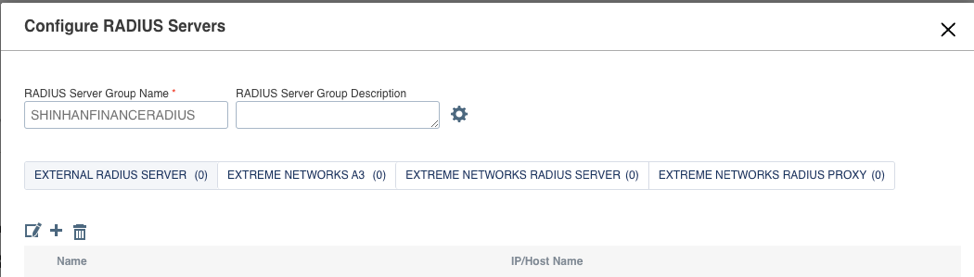 Configure RADIUS Servers
RADIUS Server Group Name * RADIUS Server Group Description
SHINHANFINANCERADIUS
EXTERNAL RADIUS SERVER (0) EXTREME NETWORKS A3 (0) EXTREME NETWORKS RADIUS SERVER (0) EXTREME NETWORKS RADIUS PROXY (0)
Name IP/Host Name